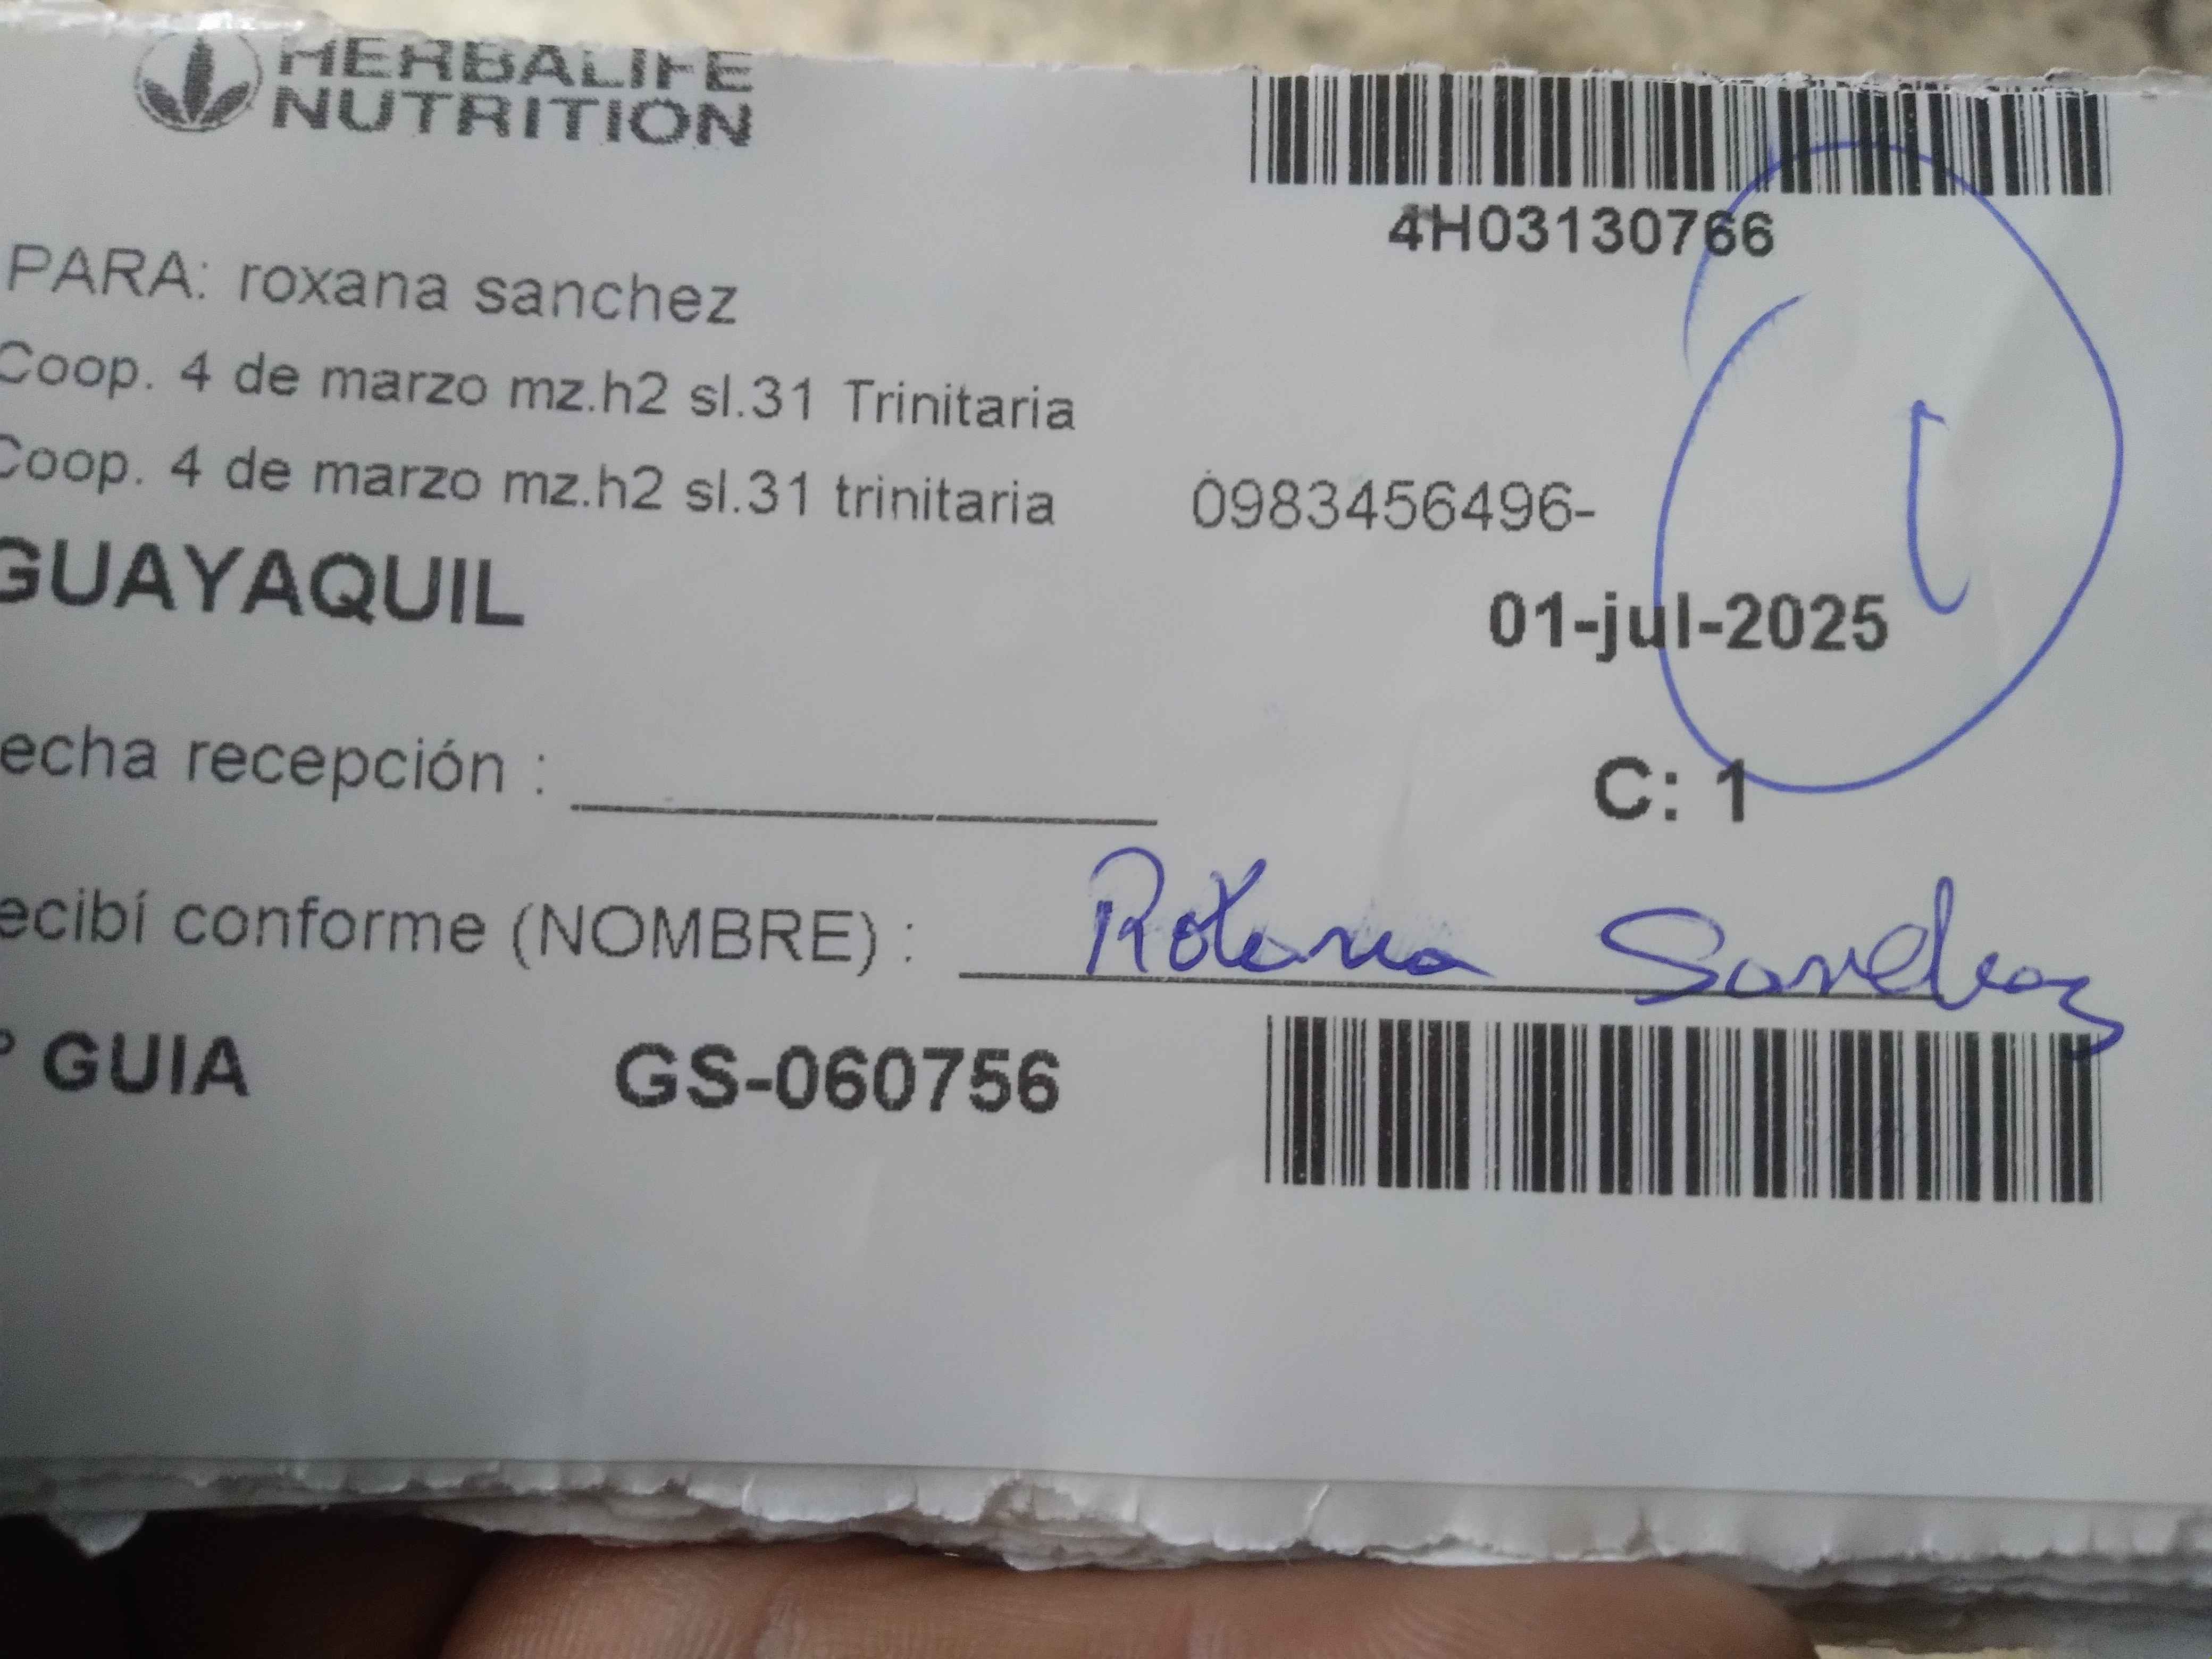 HERBALIFE
NUTRITION
4H03130766
PARA: roxana sanchez
Coop. 4 de marzo mz.h2 sl.31 Trinitaria
Coop. 4 de marzo mz.h2 sl.31 trinitaria 0983456496-
GUAYAQUIL
01-jul-2025
echa recepción :
C: 1
ecibí conforme (NOMBRE) : Roxana Sanchez
° GUIA GS-060756